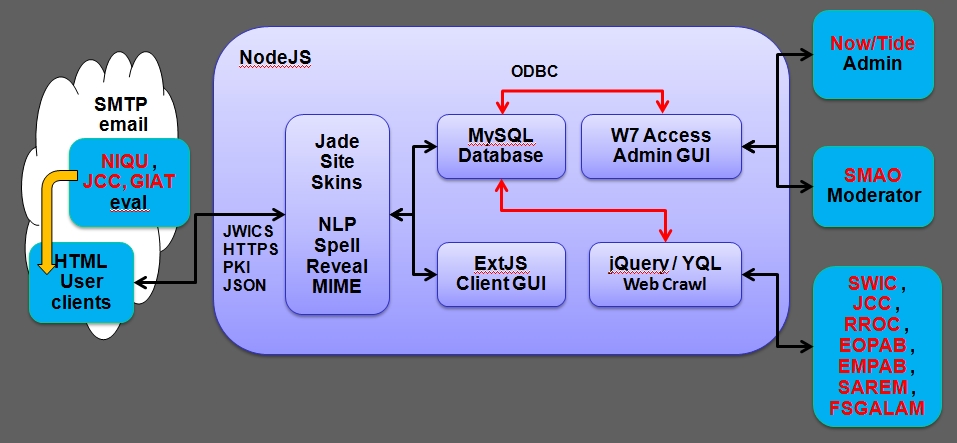 NodeJS
ODBC
SMTP
email
NIQU ,
JCC, GIAT
eval
HTML
User
clients
JWICS
HTTPS
PKI
JSON
Jade
Site
Skins
NLP
Spell
Reveal
MIME
MySQL
Database
W7 Access
Admin GUI
ExtJS
Client GUI
jQuery / YQL
Web Crawl
Now/Tide
Admin
SMAO
Moderator
SWIC ,
JCC ,
RROC ,
EOPAB ,
EMPAB ,
SAREM ,
FSGALAM